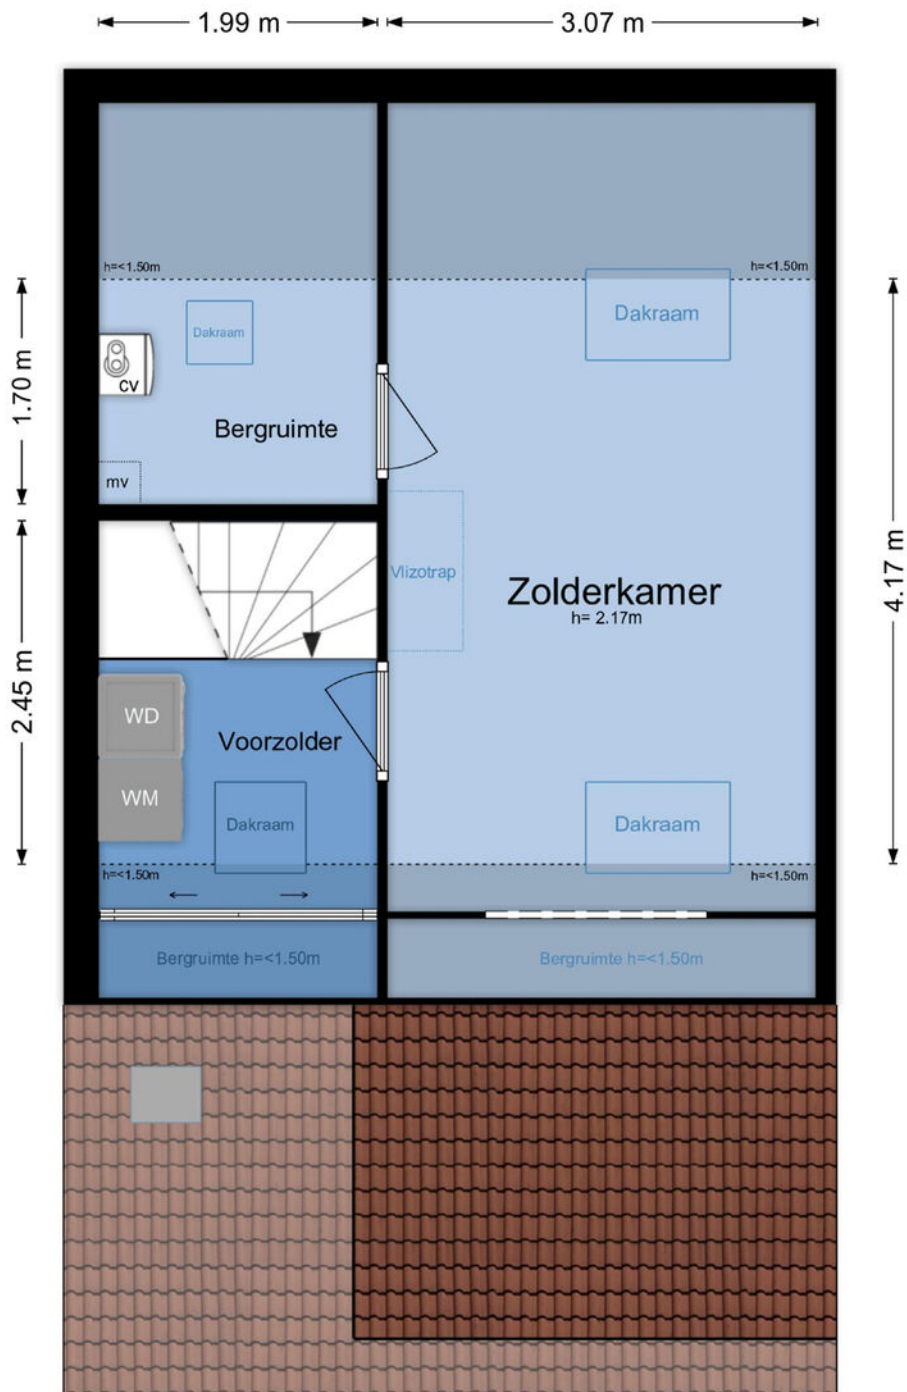 1.99 m
3.07 m
h=<1.50m
h=<1.50m
Dakraam
Dakraam
CV
1.70 m
Bergruimte
mv
Vlizotrap
Zolderkamer
h= 2.17m
4.17 m
2.45 m
WD
Voorzolder
WM
Dakraam
Dakraam
h=<1.50m
h=<1.50m
Bergruimte h=<1.50m
Bergruimte h=<1.50m